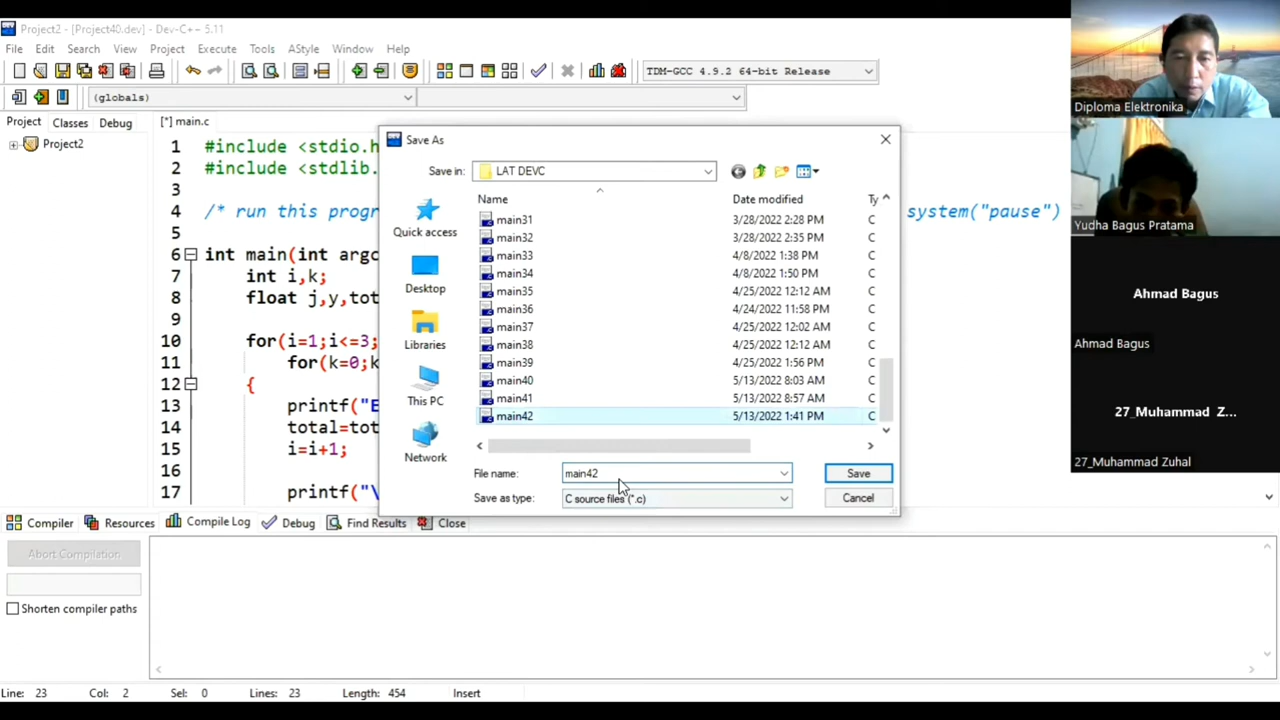 Project2 - [Project40.dev] - Dev-C++ 5.11
File Edit Search View Project Execute Tools AStyle Window Help
TDM-GCC 4.9.2 64-bit Release
(globals)
Project Classes Debug
[*] main.c
Project2
1 #include <stdio.h
2 #include <stdlib.
3
4 /* run this progr system("pause")
5
6 int main(int argc
7 int i,k;
8 float j,y,tot
9
10 for(i=1;i<=3;
11 for(k=0;k
12 {
13 printf("E
14 total=tot
15 i=i+1;
16
17 printf("\
Save As
Save in: LAT DEVC
Quick access
Desktop
Libraries
This PC
Network
Name Date modified Ty
main31 3/28/2022 2:28 PM C
main32 3/28/2022 2:35 PM C
main33 4/8/2022 1:38 PM C
main34 4/8/2022 1:50 PM C
main35 4/25/2022 12:12 AM C
main36 4/24/2022 11:58 PM C
main37 4/25/2022 12:02 AM C
main38 4/25/2022 12:12 AM C
main39 4/25/2022 1:56 PM C
main40 5/13/2022 8:03 AM C
main41 5/13/2022 8:57 AM C
main42 5/13/2022 1:41 PM C
File name: main42 Save
Save as type: C source files (*.c) Cancel
Compiler Resources Compile Log Debug Find Results Close
Abort Compilation
Shorten compiler paths
Line: 23 Col: 2 Sel: 0 Lines: 23 Length: 454 Insert
Diploma Elektronika
Yudha Bagus Pratama
Ahmad Bagus
Ahmad Bagus
27_Muhammad Z...
27_Muhammad Zuhal